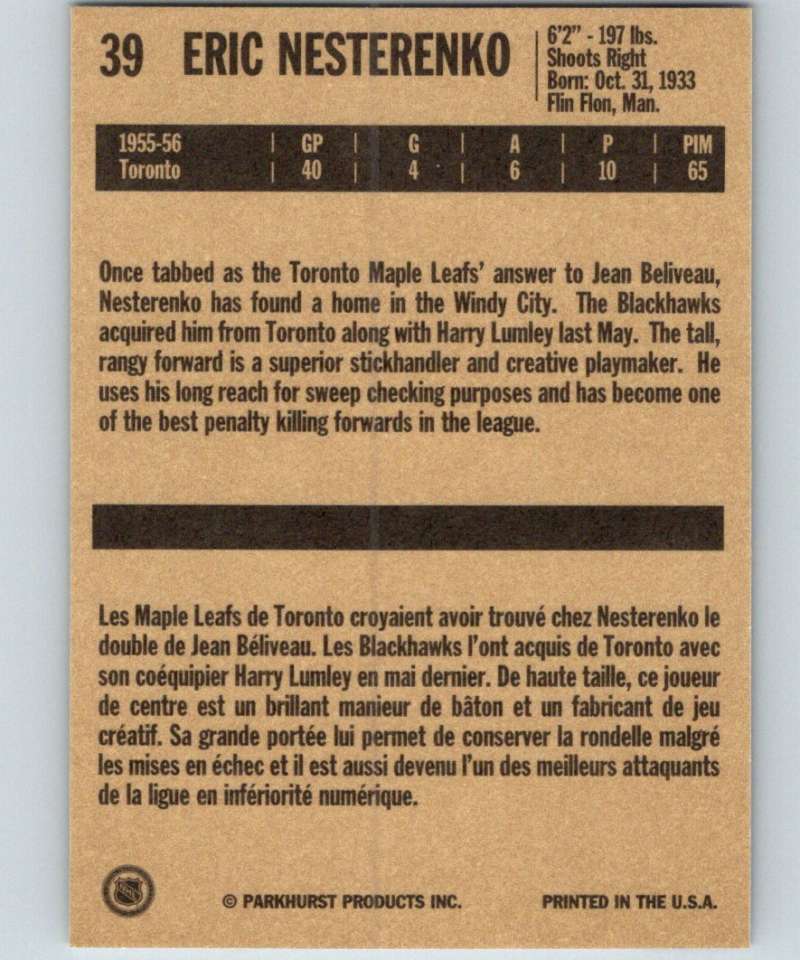 39 ERIC NESTERENKO
6'2" - 197 lbs.
Shoots Right
Born: Oct. 31, 1933
Flin Flon, Man.
1955-56 | GP | G | A | P | PIM
Toronto | 40 | 4 | 6 | 10 | 65
Once tabbed as the Toronto Maple Leafs' answer to Jean Beliveau,
Nesterenko has found a home in the Windy City. The Blackhawks
acquired him from Toronto along with Harry Lumley last May. The tall,
rangy forward is a superior stickhandler and creative playmaker. He
uses his long reach for sweep checking purposes and has become one
of the best penalty killing forwards in the league.
Les Maple Leafs de Toronto croyaient avoir trouvé chez Nesterenko le
double de Jean Béliveau. Les Blackhawks l'ont acquis de Toronto avec
son coéquipier Harry Lumley en mai dernier. De haute taille, ce joueur
de centre est un brillant manieur de bâton et un fabricant de jeu
créatif. Sa grande portée lui permet de conserver la rondelle malgré
les mises en échec et il est aussi devenu l'un des meilleurs attaquants
de la ligue en infériorité numérique.
NHL
© PARKHURST PRODUCTS INC. PRINTED IN THE U.S.A.